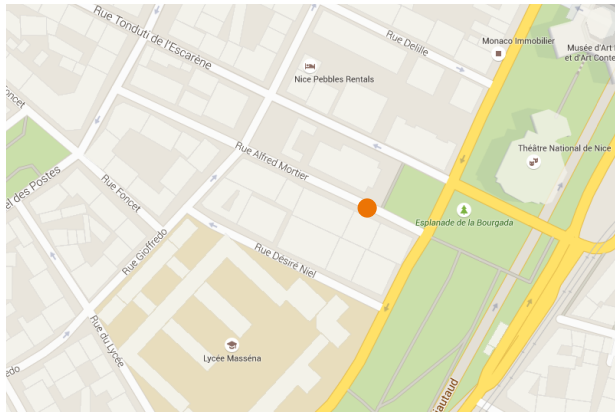 Rue Tonduti de l'Escarène
Rue Delille
Monaco Immobilier
Musée d'Art
et d'Art Conte
Nice Pebbles Rentals
Foncet
Rue Alfred Mortier
Théâtre National de Nice
el des Postes
Rue Foncet
Esplanade de la Bourgada
Rue Gioffredo
Rue Désiré Niel
Rue du Lycée
Lycée Masséna
edo
autaud